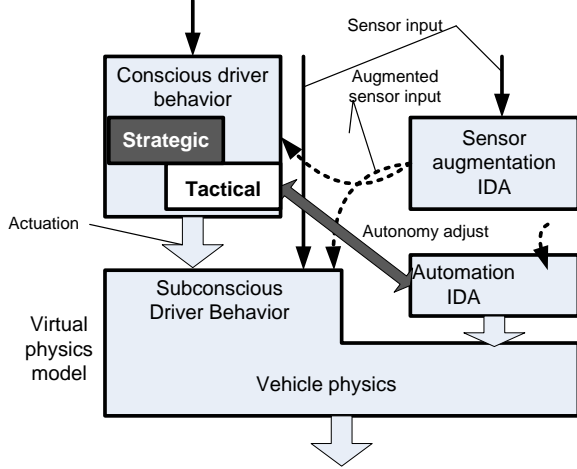 Sensor input
Conscious driver
behavior
Augmented
sensor input
Strategic
Tactical
Sensor
augmentation
IDA
Actuation
Autonomy adjust
Automation
IDA
Subconscious
Driver Behavior
Virtual
physics
model
Vehicle physics